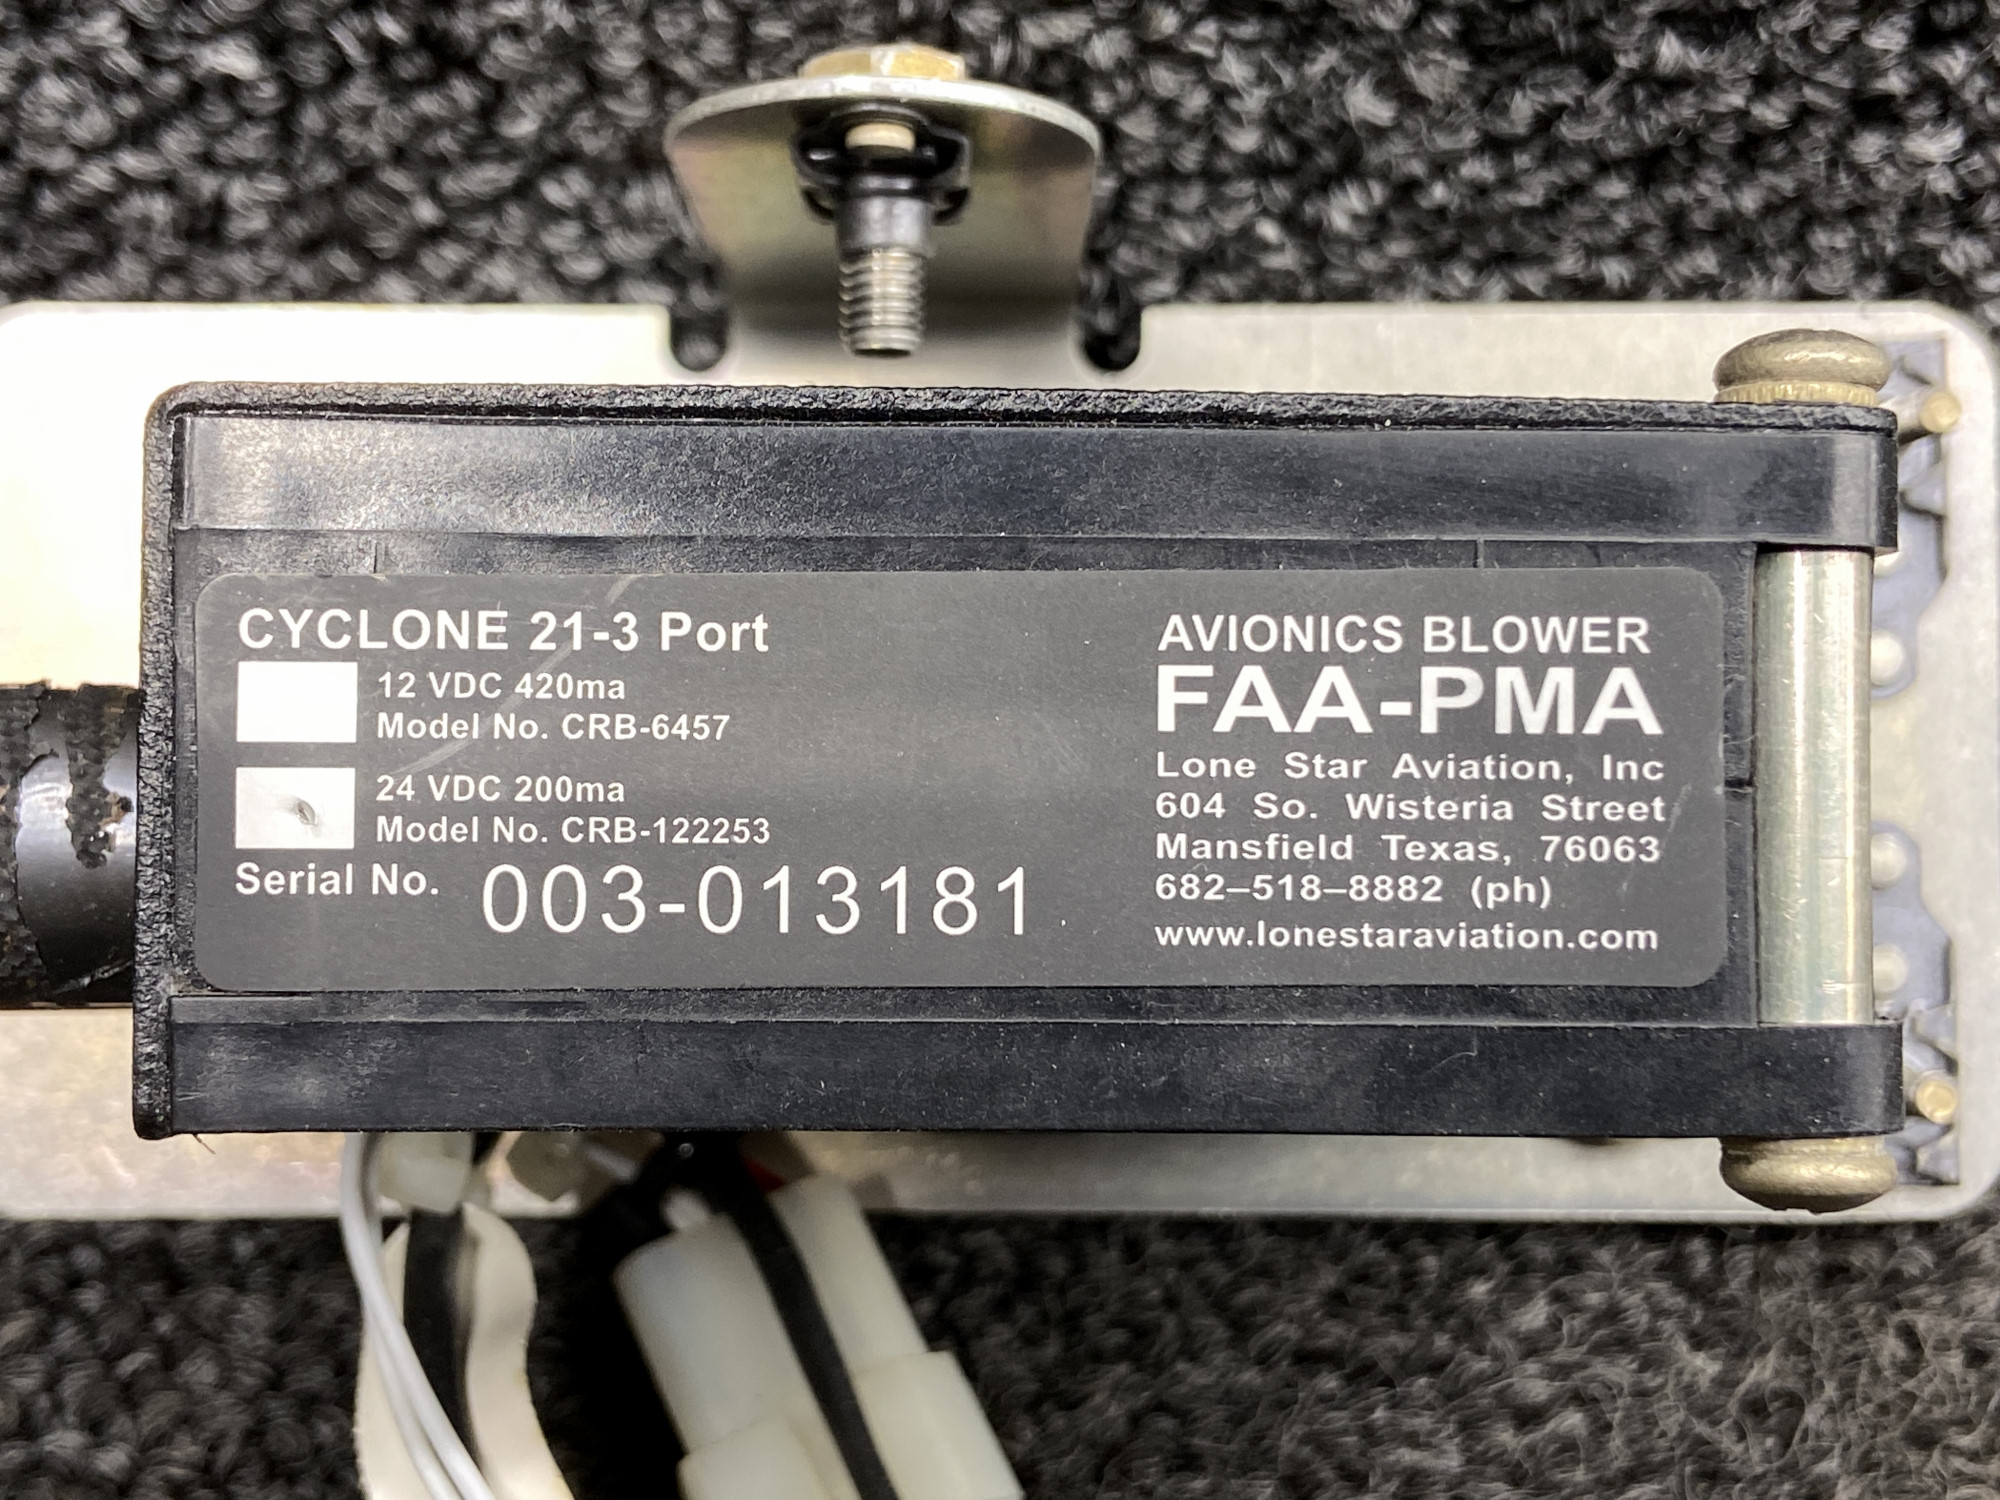 CYCLONE 21-3 Port
12 VDC 420ma
Model No. CRB-6457
24 VDC 200ma
Model No. CRB-122253
Serial No. 003-013181
AVIONICS BLOWER
FAA-PMA
Lone Star Aviation, Inc
604 So. Wisteria Street
Mansfield Texas, 76063
682–518–8882 (ph)
www.lonestaraviation.com